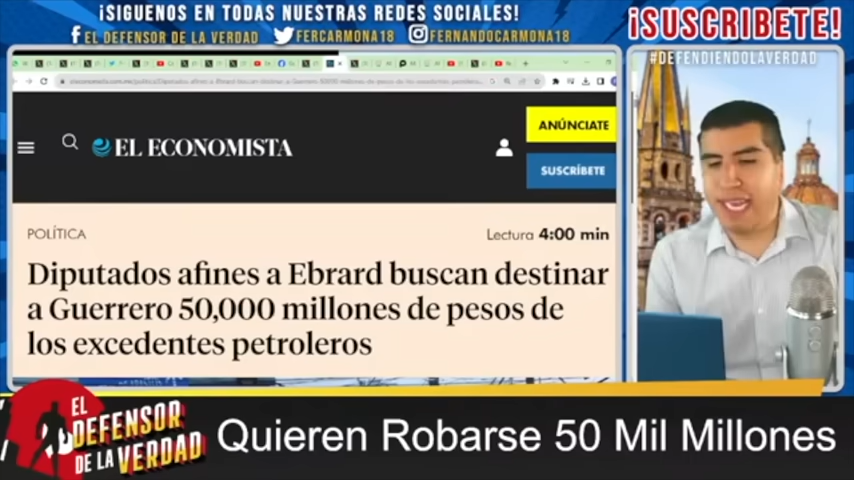 ¡SIGUENOS EN TODAS NUESTRAS REDES SOCIALES!
EL DEFENSOR DE LA VERDAD FERCARMONA18 FERNANDOCARMONA18
¡SUSCRIBETE!
#DEFENDIENDOLAVERDAD
EL ECONOMISTA
ANÚNCIATE
SUSCRÍBETE
POLÍTICA
Lectura 4:00 min
Diputados afines a Ebrard buscan destinar
a Guerrero 50,000 millones de pesos de
los excedentes petroleros
EL
DEFENSOR
DE LA VERDAD
Quieren Robarse 50 Mil Millones